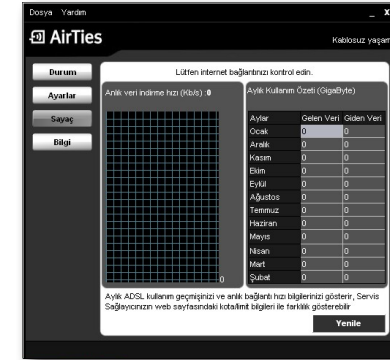 Dosya Yardım
_ X
AirTies
Kablosuz yaşam
Durum
Ayarlar
Sayaç
Bilgi
Lütfen internet bağlantınızı kontrol edin.
Anlık veri indirme hızı (Kb/s) :0
0
Aylık Kullanım Özeti (GigaByte)
Aylar Gelen Veri Giden Veri
Ocak 0 0
Aralık 0 0
Kasım 0 0
Ekim 0 0
Eylül 0 0
Ağustos 0 0
Temmuz 0 0
Haziran 0 0
Mayıs 0 0
Nisan 0 0
Mart 0 0
Şubat 0 0
Aylık ADSL kullanım geçmişinizi ve anlık bağlantı hızı bilgilerinizi gösterir, Servis
Sağlayıcınızın web sayfasındaki kota/limit bilgileri ile farklılık gösterebilir
Yenile